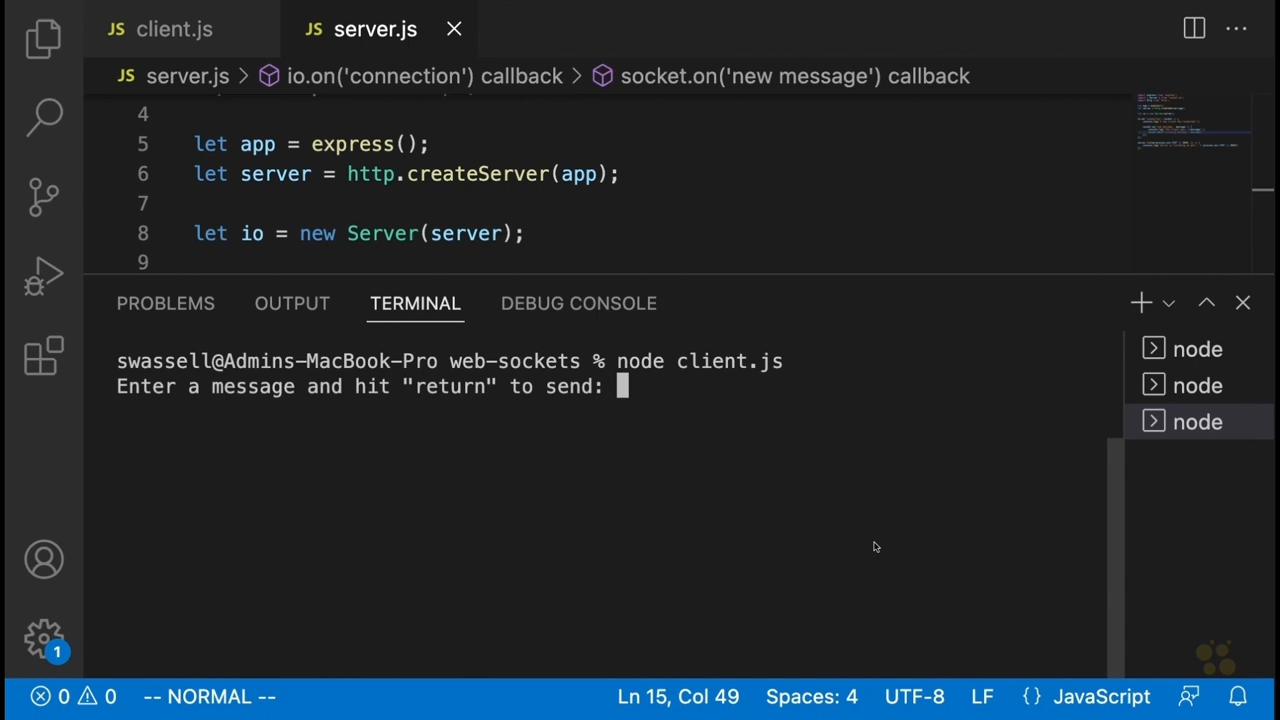 JS client.js JS server.js
JS server.js > io.on('connection') callback > socket.on('new message') callback
4
5 let app = express();
6 let server = http.createServer(app);
7
8 let io = new Server(server);
9
PROBLEMS OUTPUT TERMINAL DEBUG CONSOLE
swassell@Admins-MacBook-Pro web-sockets % node client.js
Enter a message and hit "return" to send:
node
node
node
1
0 0 -- NORMAL -- Ln 15, Col 49 Spaces: 4 UTF-8 LF {} JavaScript